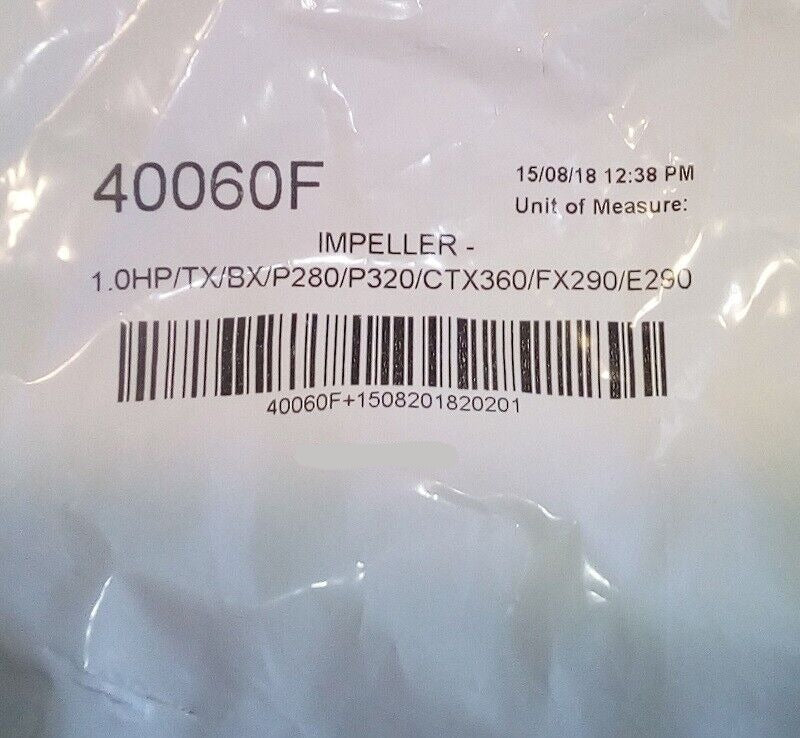 40060F
15/08/18 12:38 PM
Unit of Measure:
IMPELLER -
1.0HP/TX/BX/P280/P320/CTX360/FX290/E290
40060F+1508201820201